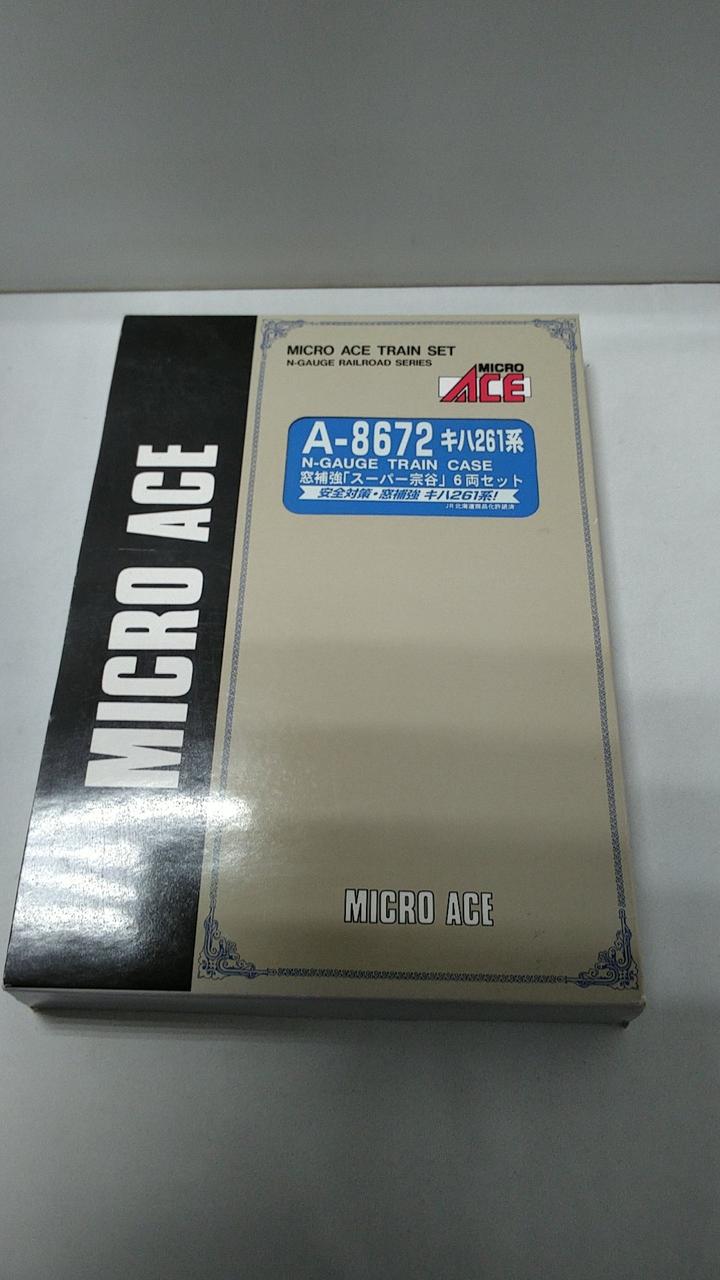 MICRO ACE
MICRO ACE TRAIN SET
N-GAUGE RAILROAD SERIES
MICRO
ACE
A-8672 キハ261系
N-GAUGE TRAIN CASE
窓補強「スーパー宗谷」6両セット
安全対策・窓補強 キハ261系!
JR北海道商品化許諾済
MICRO ACE